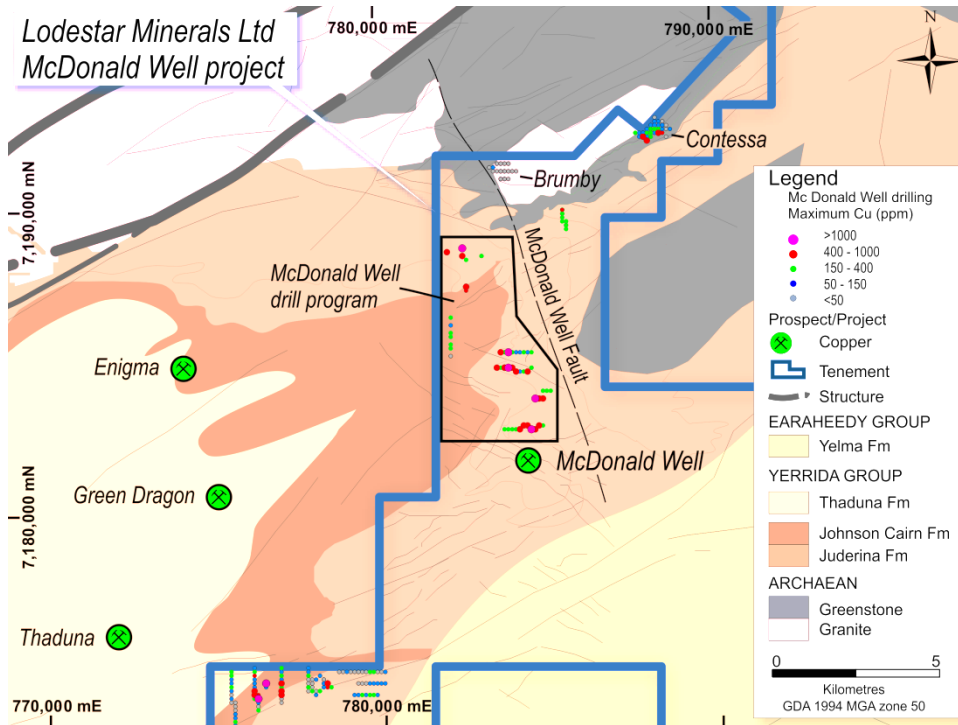 Lodestar Minerals Ltd
McDonald Well project
780,000 mE
790,000 mE
N
Contessa
Brumby
7,190,000 mN
McDonald Well
drill program
McDonald Well Fault
Enigma
McDonald Well
Green Dragon
7,180,000 mN
Thaduna
770,000 mE
780,000 mE
Legend
Mc Donald Well drilling
Maximum Cu (ppm)
>1000
400 - 1000
150 - 400
50 - 150
<50
Prospect/Project
Copper
Tenement
Structure
EARAHEEDY GROUP
Yelma Fm
YERRIDA GROUP
Thaduna Fm
Johnson Cairn Fm
Juderina Fm
ARCHAEAN
Greenstone
Granite
0 5
Kilometres
GDA 1994 MGA zone 50